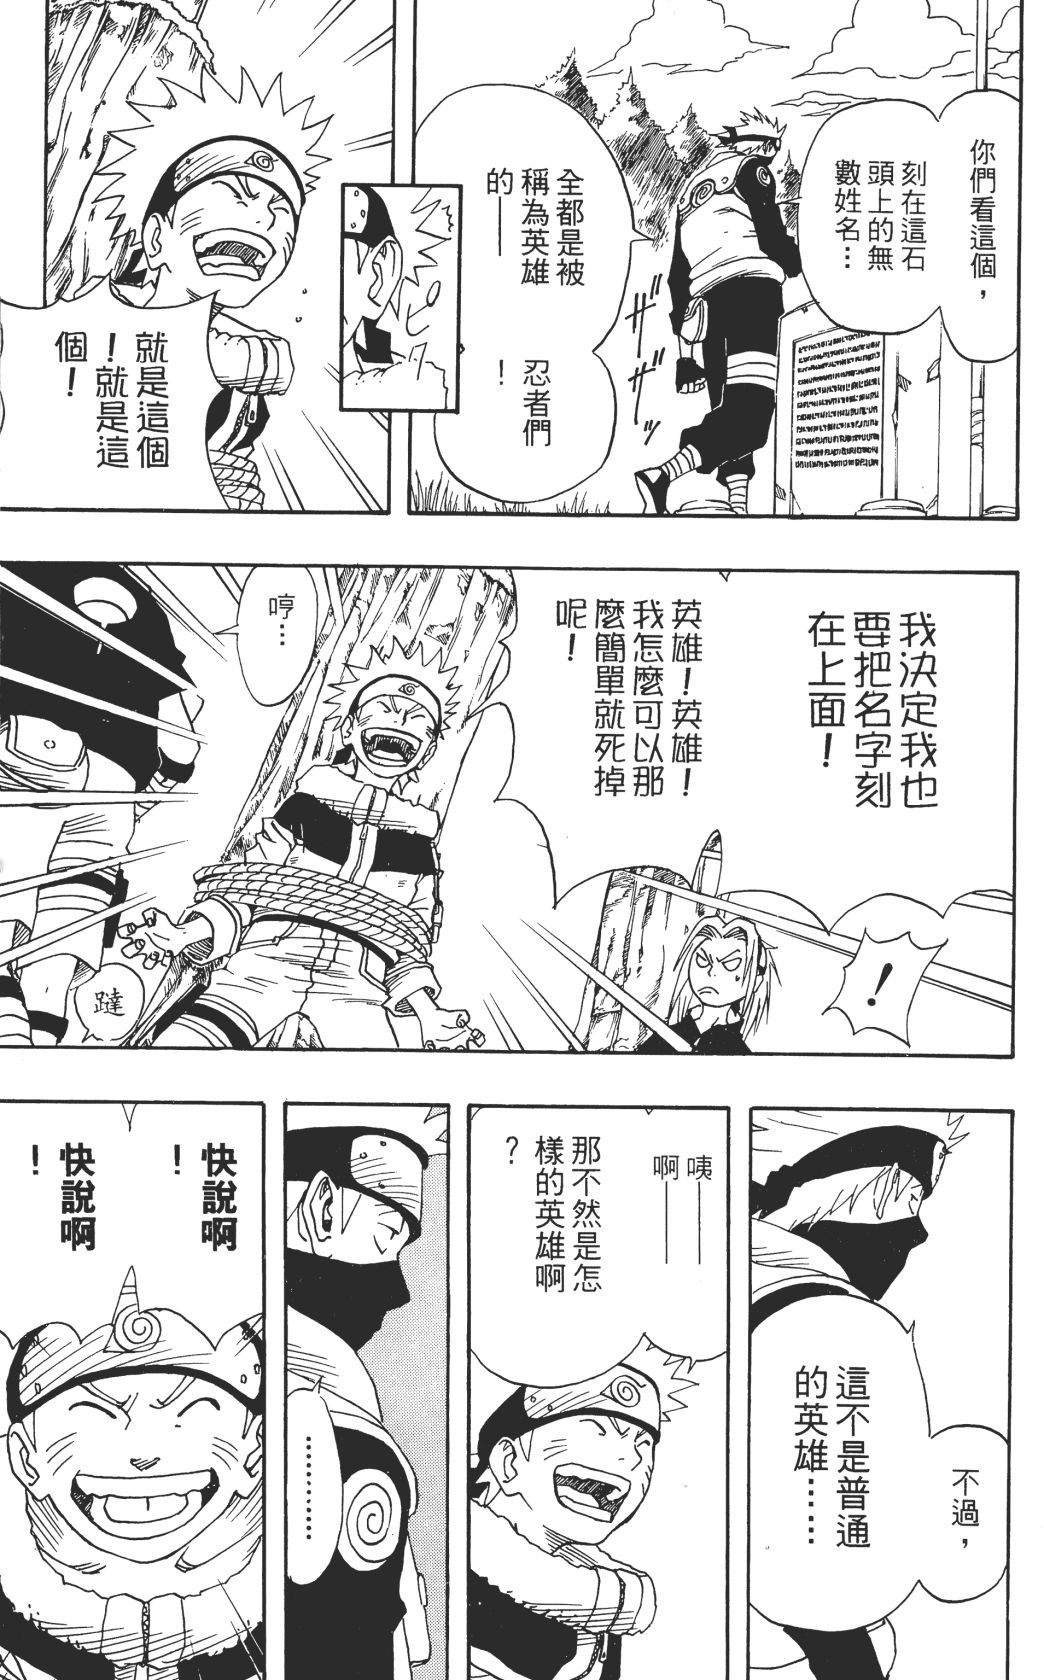 你們看這個，
刻在這石
頭上的無
數姓名…
全都是被
稱為英雄
的——
忍者們
！
ザッ
ザッ
就是這個
！就是這
個！
我決定我也
要把名字刻
在上面！
英雄！英雄！
我怎麼可以那
麼簡單就死掉
呢！
哼…
！
躂
不過，
這不是普通
的英雄……
咦——
啊——
那不然是怎
樣的英雄啊
？
………
快說啊
！
快說啊
！